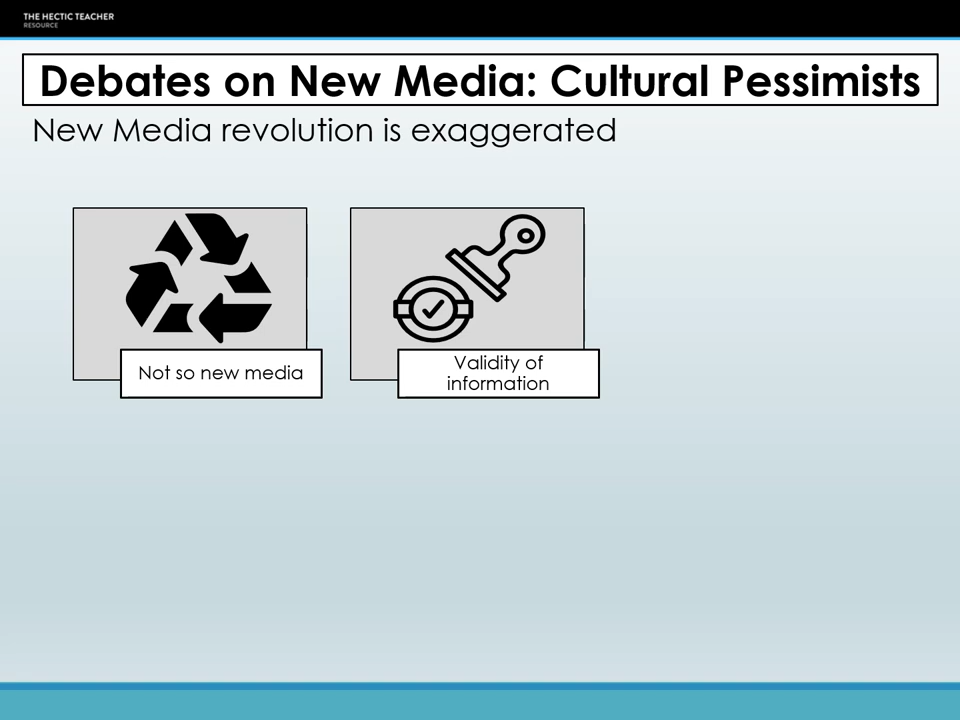 THE HECTIC TEACHER
RESOURCE
Debates on New Media: Cultural Pessimists
New Media revolution is exaggerated
Not so new media
Validity of
information